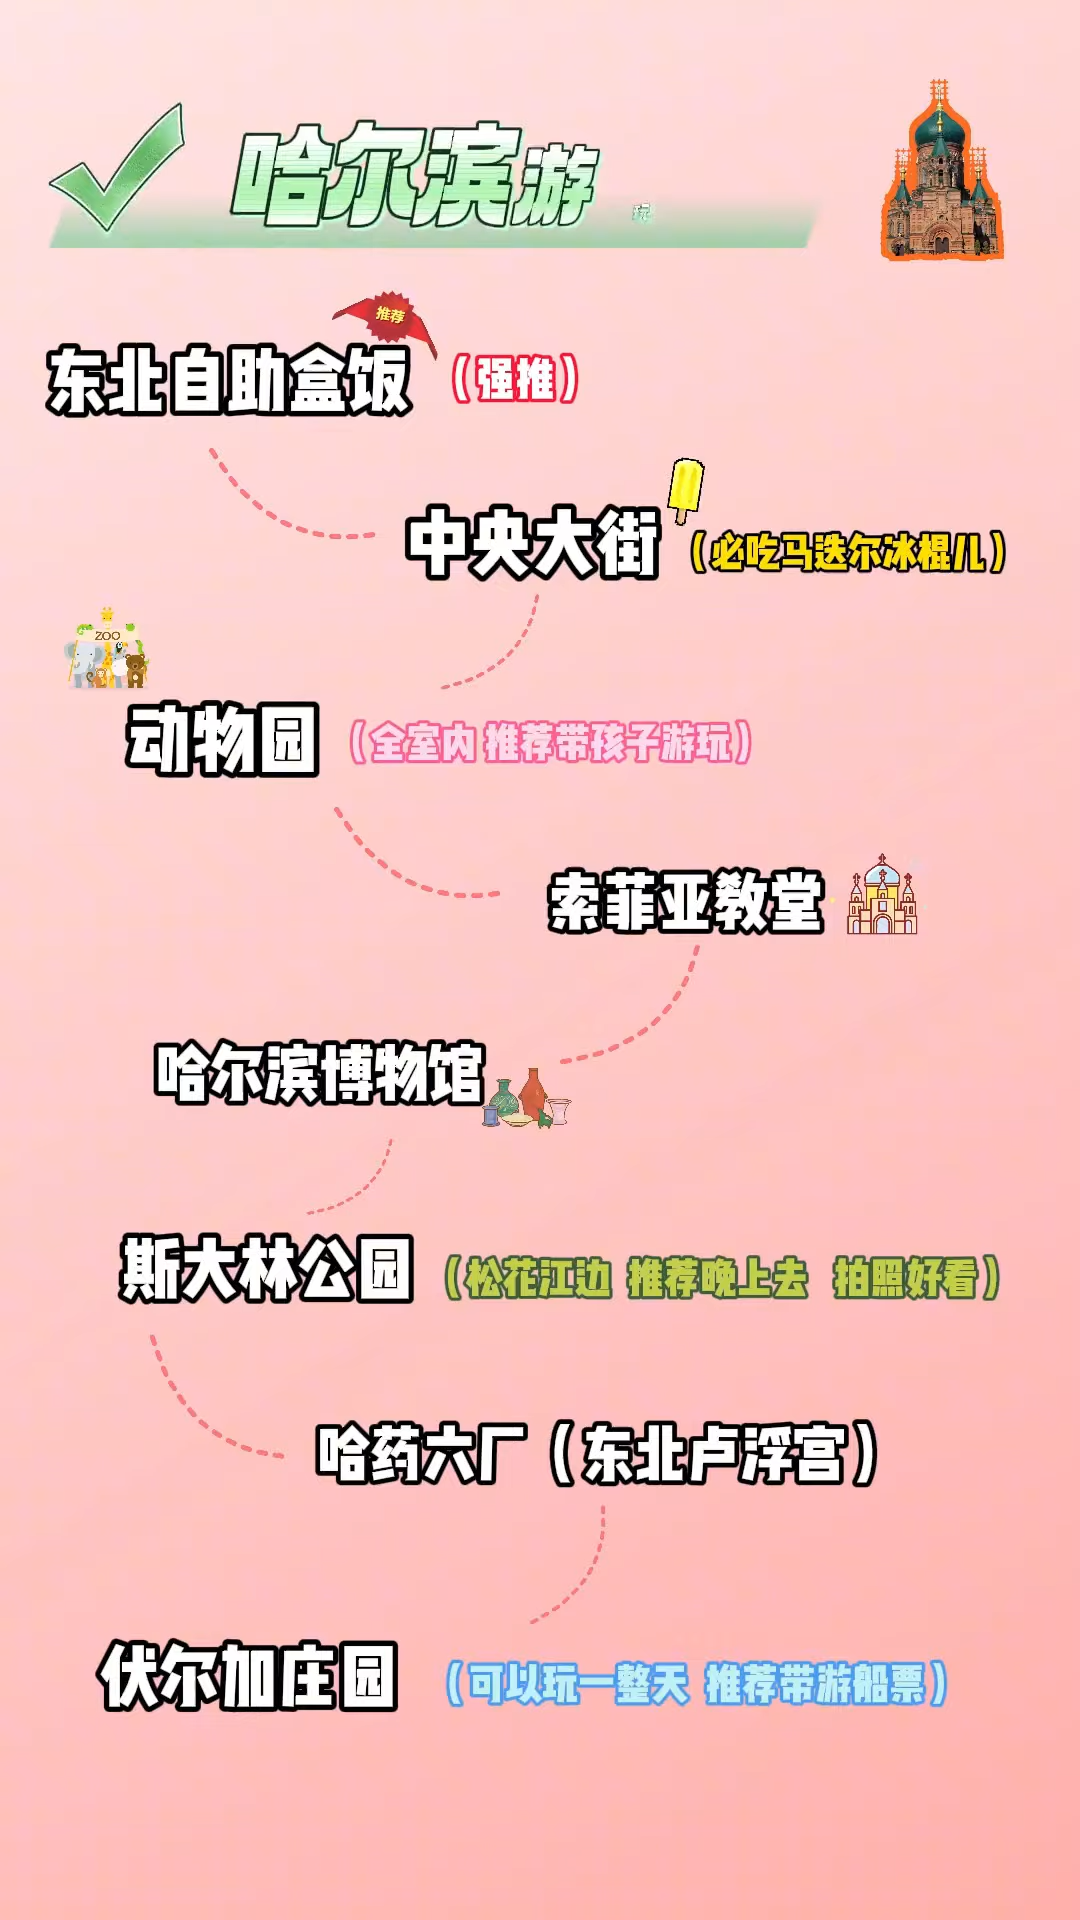 哈尔滨游玩
推荐
东北自助盒饭（强推）
中央大街（必吃马迭尔冰棍儿）
ZOO
动物园（全室内 推荐带孩子游玩）
索菲亚教堂
哈尔滨博物馆
斯大林公园（松花江边 推荐晚上去 拍照好看）
哈药六厂（东北卢浮宫）
伏尔加庄园（可以玩一整天 推荐带游船票）